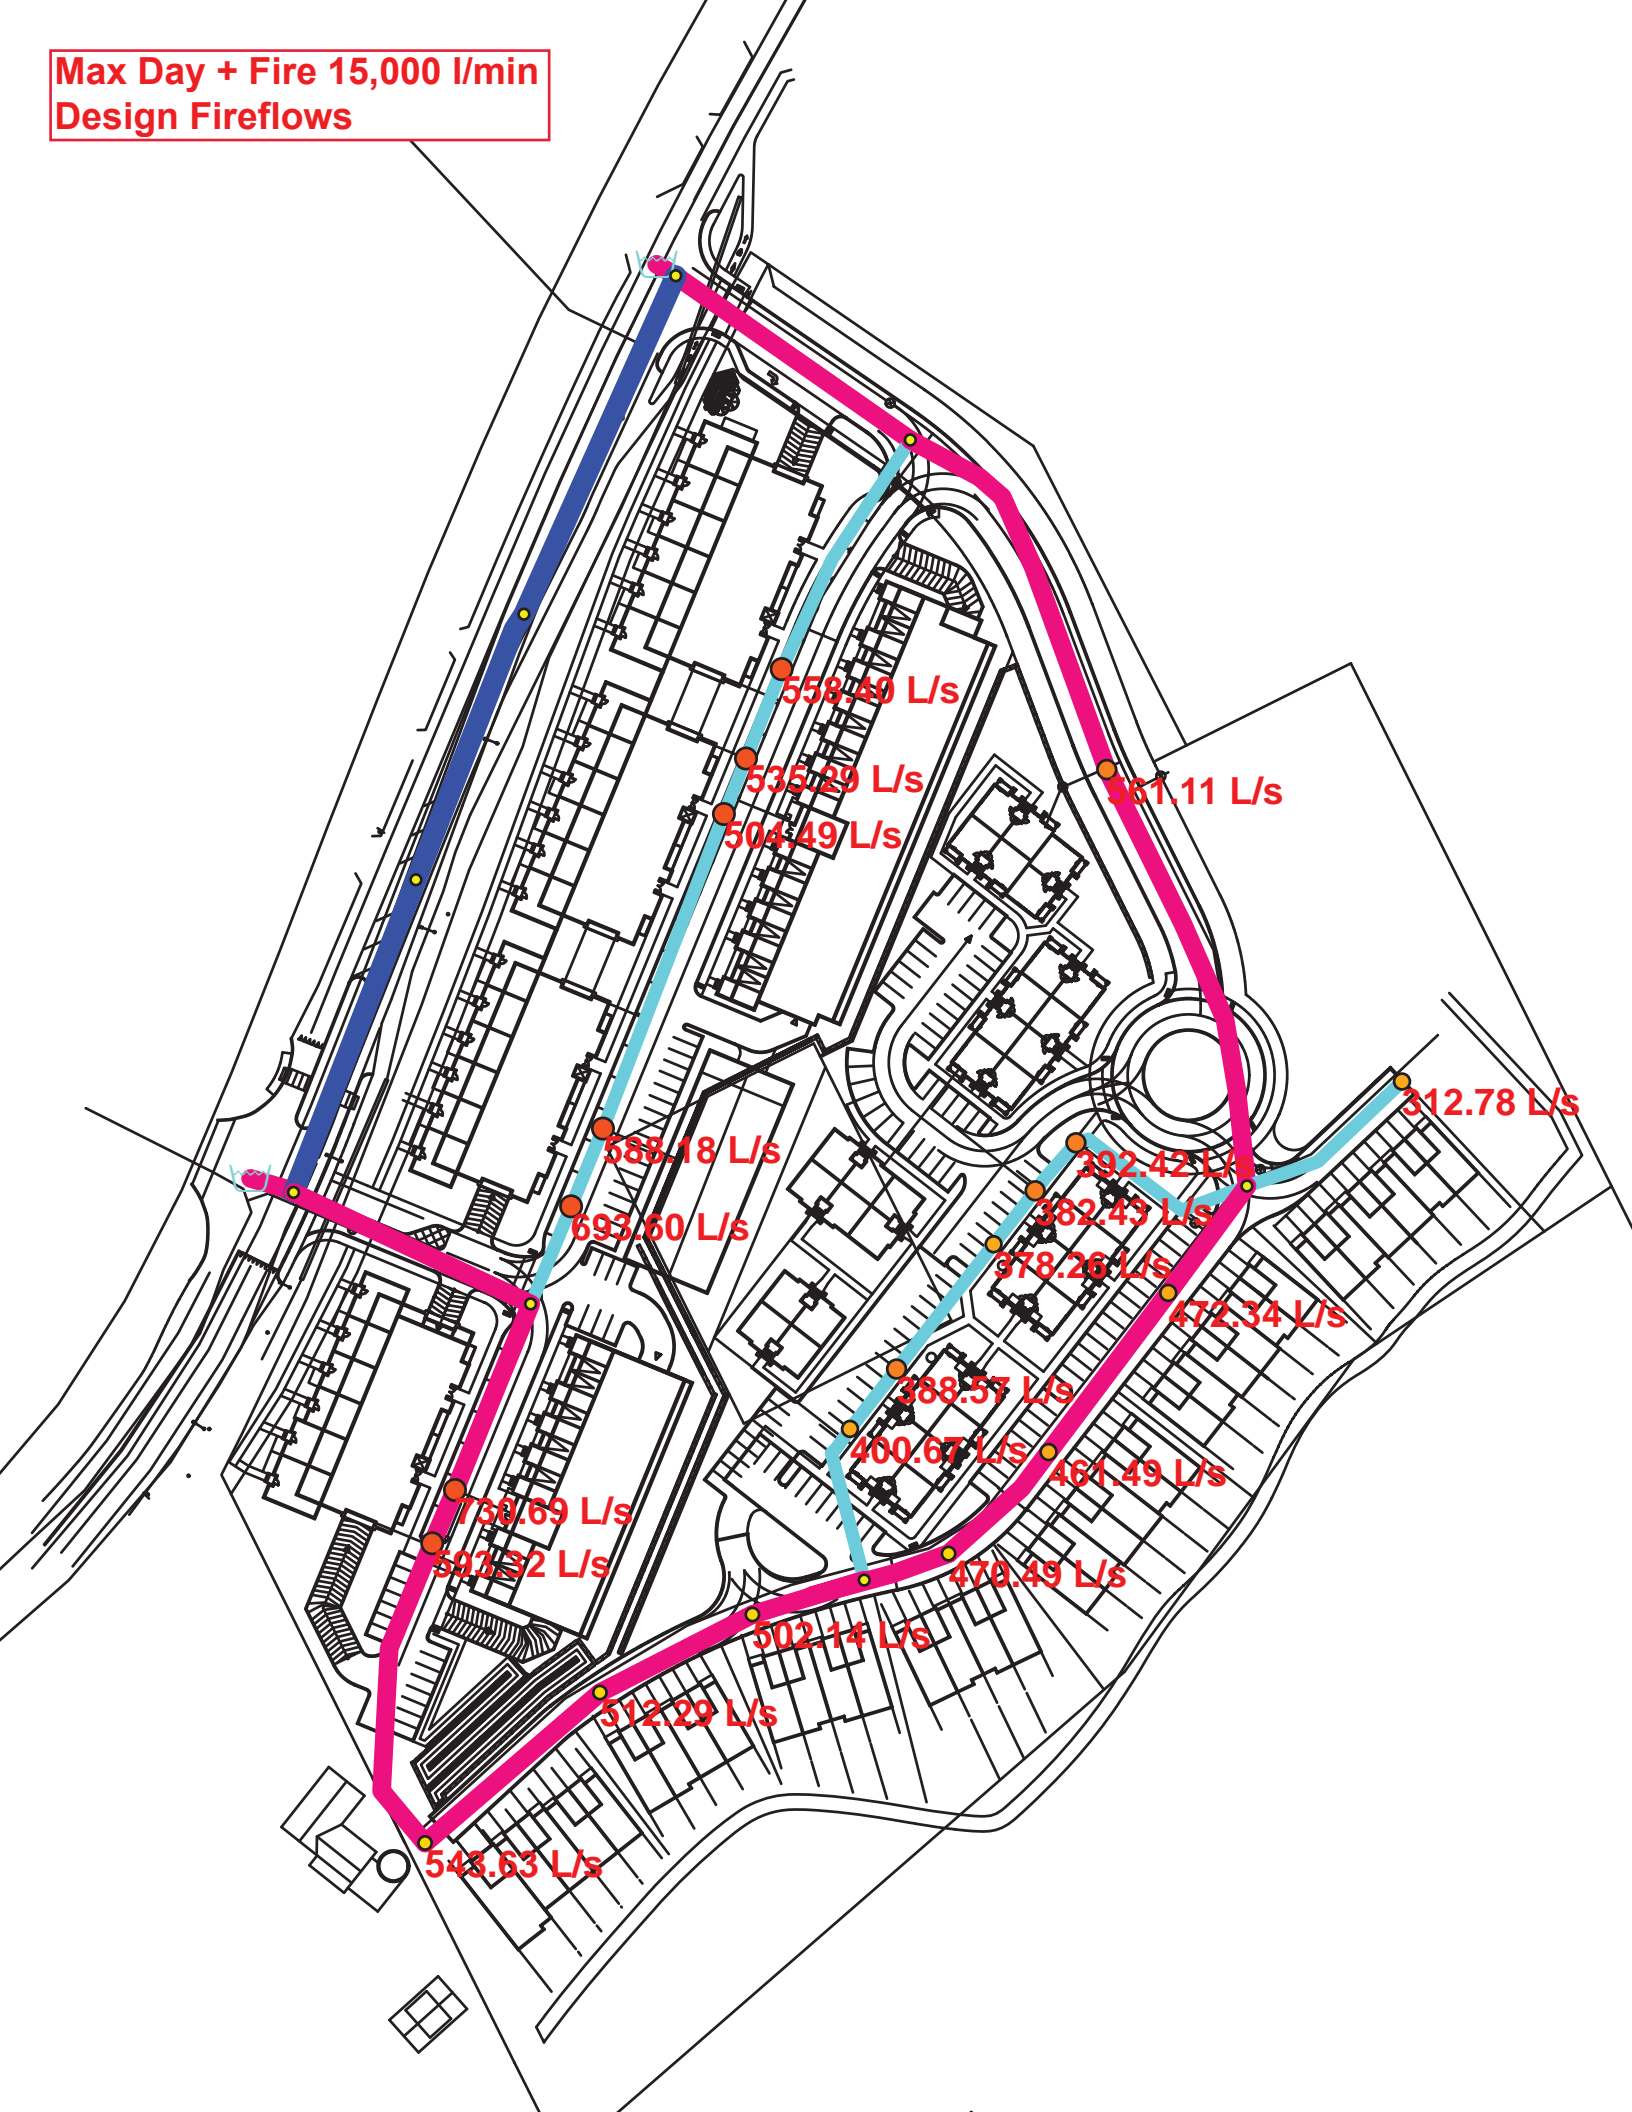 Max Day + Fire 15,000 l/min
Design Fireflows
558.40 L/s
535.29 L/s
561.11 L/s
504.49 L/s
312.78 L/s
588.18 L/s
392.42 L/s
382.43 L/s
693.60 L/s
378.26 L/s
472.34 L/s
388.57 L/s
400.67 L/s
461.49 L/s
730.69 L/s
593.32 L/s
470.49 L/s
502.14 L/s
512.29 L/s
543.63 L/s